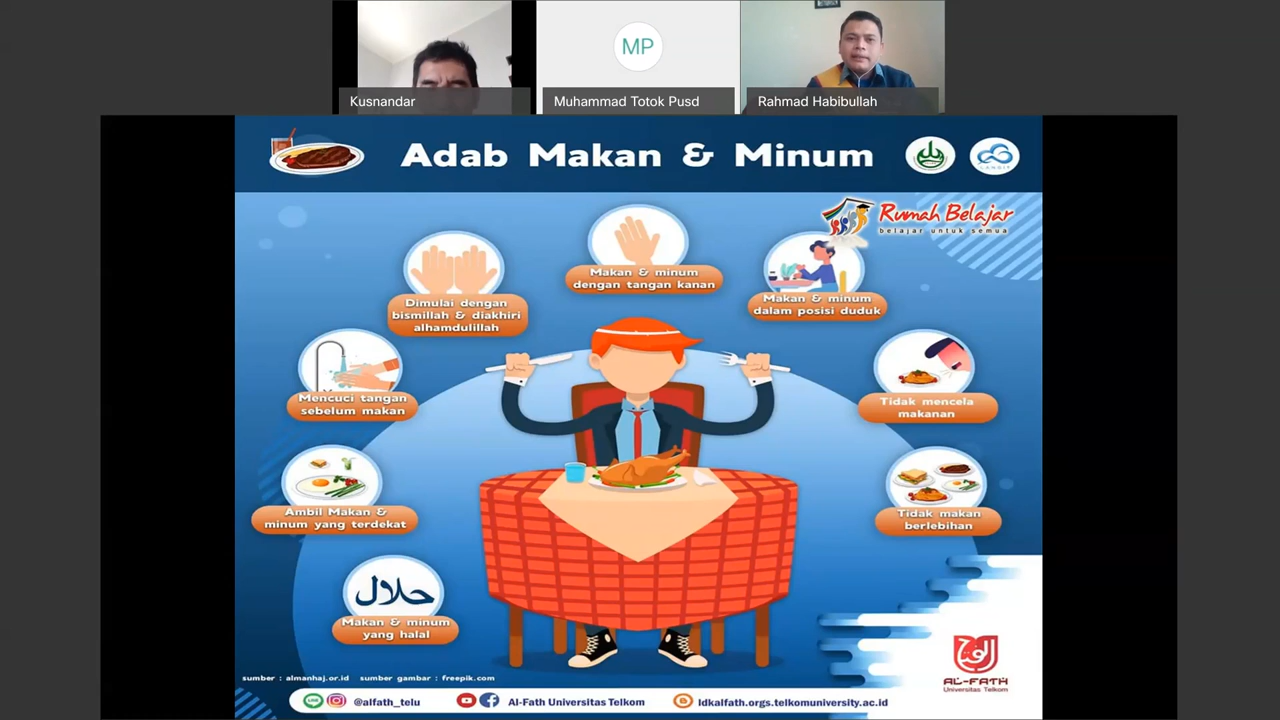 MP
Kusnandar
Muhammad Totok Pusd
Rahmad Habibullah
Adab Makan & Minum
LANGIT
Rumah Belajar
belajar untuk semua
Makan & minum
dengan tangan kanan
Dimulai dengan
bismillah & diakhiri
alhamdulillah
Makan & minum
dalam posisi duduk
Mencuci tangan
sebelum makan
Tidak mencela
makanan
Ambil Makan &
minum yang terdekat
Tidak makan
berlebihan
حلال
Makan & minum
yang halal
الفتح
AL-FATH
Universitas Telkom
sumber : almanhaj.or.id sumber gambar : freepik.com
LINE
@alfath_telu
Al-Fath Universitas Telkom
ldkalfath.orgs.telkomuniversity.ac.id